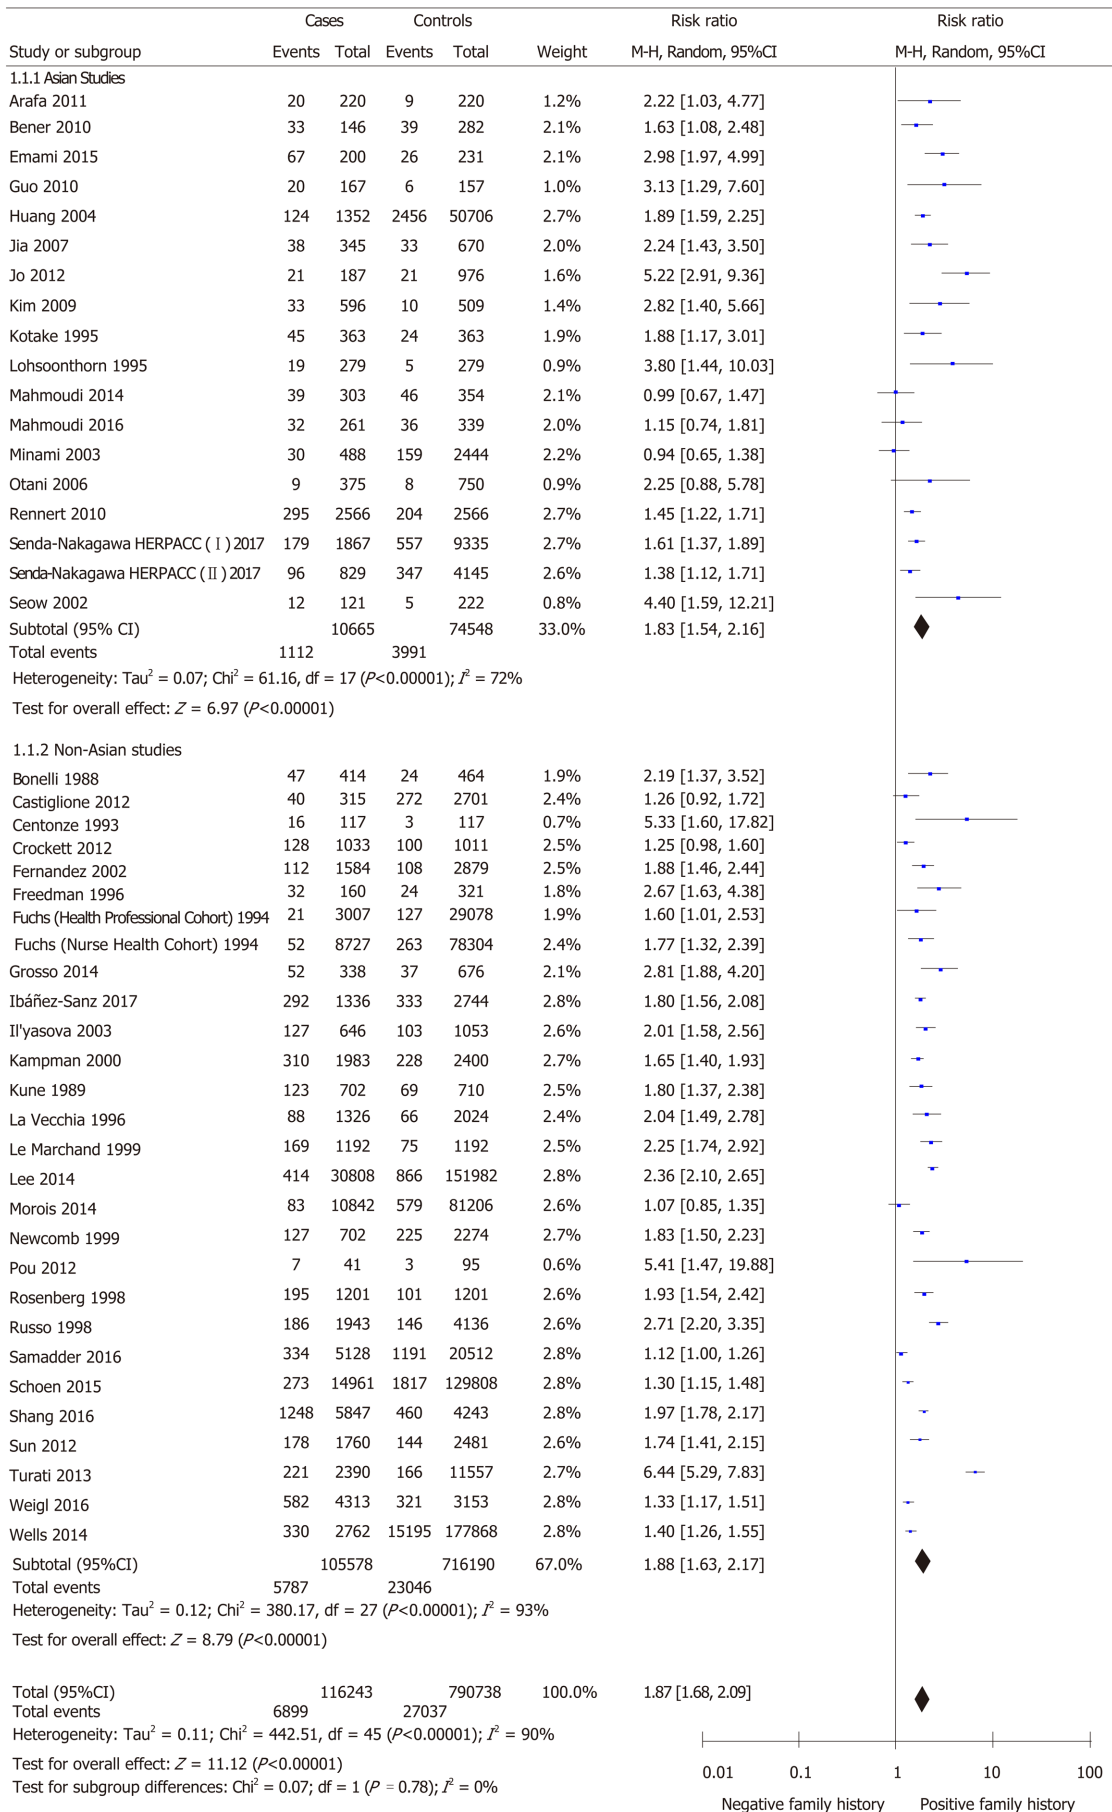 Cases Controls Risk ratio Risk ratio
Study or subgroup Events Total Events Total Weight M-H, Random, 95%CI M-H, Random, 95%CI
1.1.1 Asian Studies
Arafa 2011 20 220 9 220 1.2% 2.22 [1.03, 4.77]
Bener 2010 33 146 39 282 2.1% 1.63 [1.08, 2.48]
Emami 2015 67 200 26 231 2.1% 2.98 [1.97, 4.99]
Guo 2010 20 167 6 157 1.0% 3.13 [1.29, 7.60]
Huang 2004 124 1352 2456 50706 2.7% 1.89 [1.59, 2.25]
Jia 2007 38 345 33 670 2.0% 2.24 [1.43, 3.50]
Jo 2012 21 187 21 976 1.6% 5.22 [2.91, 9.36]
Kim 2009 33 596 10 509 1.4% 2.82 [1.40, 5.66]
Kotake 1995 45 363 24 363 1.9% 1.88 [1.17, 3.01]
Lohsoonthorn 1995 19 279 5 279 0.9% 3.80 [1.44, 10.03]
Mahmoudi 2014 39 303 46 354 2.1% 0.99 [0.67, 1.47]
Mahmoudi 2016 32 261 36 339 2.0% 1.15 [0.74, 1.81]
Minami 2003 30 488 159 2444 2.2% 0.94 [0.65, 1.38]
Otani 2006 9 375 8 750 0.9% 2.25 [0.88, 5.78]
Rennert 2010 295 2566 204 2566 2.7% 1.45 [1.22, 1.71]
Senda-Nakagawa HERPACC (Ⅰ) 2017 179 1867 557 9335 2.7% 1.61 [1.37, 1.89]
Senda-Nakagawa HERPACC (Ⅱ) 2017 96 829 347 4145 2.6% 1.38 [1.12, 1.71]
Seow 2002 12 121 5 222 0.8% 4.40 [1.59, 12.21]
Subtotal (95% CI) 10665 74548 33.0% 1.83 [1.54, 2.16]
Total events 1112 3991
Heterogeneity: Tau² = 0.07; Chi² = 61.16, df = 17 (P<0.00001); I² = 72%
Test for overall effect: Z = 6.97 (P<0.00001)
1.1.2 Non-Asian studies
Bonelli 1988 47 414 24 464 1.9% 2.19 [1.37, 3.52]
Castiglione 2012 40 315 272 2701 2.4% 1.26 [0.92, 1.72]
Centonze 1993 16 117 3 117 0.7% 5.33 [1.60, 17.82]
Crockett 2012 128 1033 100 1011 2.5% 1.25 [0.98, 1.60]
Fernandez 2002 112 1584 108 2879 2.5% 1.88 [1.46, 2.44]
Freedman 1996 32 160 24 321 1.8% 2.67 [1.63, 4.38]
Fuchs (Health Professional Cohort) 1994 21 3007 127 29078 1.9% 1.60 [1.01, 2.53]
Fuchs (Nurse Health Cohort) 1994 52 8727 263 78304 2.4% 1.77 [1.32, 2.39]
Grosso 2014 52 338 37 676 2.1% 2.81 [1.88, 4.20]
Ibáñez-Sanz 2017 292 1336 333 2744 2.8% 1.80 [1.56, 2.08]
Il'yasova 2003 127 646 103 1053 2.6% 2.01 [1.58, 2.56]
Kampman 2000 310 1983 228 2400 2.7% 1.65 [1.40, 1.93]
Kune 1989 123 702 69 710 2.5% 1.80 [1.37, 2.38]
La Vecchia 1996 88 1326 66 2024 2.4% 2.04 [1.49, 2.78]
Le Marchand 1999 169 1192 75 1192 2.5% 2.25 [1.74, 2.92]
Lee 2014 414 30808 866 151982 2.8% 2.36 [2.10, 2.65]
Morois 2014 83 10842 579 81206 2.6% 1.07 [0.85, 1.35]
Newcomb 1999 127 702 225 2274 2.7% 1.83 [1.50, 2.23]
Pou 2012 7 41 3 95 0.6% 5.41 [1.47, 19.88]
Rosenberg 1998 195 1201 101 1201 2.6% 1.93 [1.54, 2.42]
Russo 1998 186 1943 146 4136 2.6% 2.71 [2.20, 3.35]
Samadder 2016 334 5128 1191 20512 2.8% 1.12 [1.00, 1.26]
Schoen 2015 273 14961 1817 129808 2.8% 1.30 [1.15, 1.48]
Shang 2016 1248 5847 460 4243 2.8% 1.97 [1.78, 2.17]
Sun 2012 178 1760 144 2481 2.6% 1.74 [1.41, 2.15]
Turati 2013 221 2390 166 11557 2.7% 6.44 [5.29, 7.83]
Weigl 2016 582 4313 321 3153 2.8% 1.33 [1.17, 1.51]
Wells 2014 330 2762 15195 177868 2.8% 1.40 [1.26, 1.55]
Subtotal (95%CI) 105578 716190 67.0% 1.88 [1.63, 2.17]
Total events 5787 23046
Heterogeneity: Tau² = 0.12; Chi² = 380.17, df = 27 (P<0.00001); I² = 93%
Test for overall effect: Z = 8.79 (P<0.00001)
Total (95%CI) 116243 790738 100.0% 1.87 [1.68, 2.09]
Total events 6899 27037
Heterogeneity: Tau² = 0.11; Chi² = 442.51, df = 45 (P<0.00001); I² = 90%
Test for overall effect: Z = 11.12 (P<0.00001)
Test for subgroup differences: Chi² = 0.07; df = 1 (P = 0.78); I² = 0%
0.01 0.1 1 10 100
Negative family history Positive family history